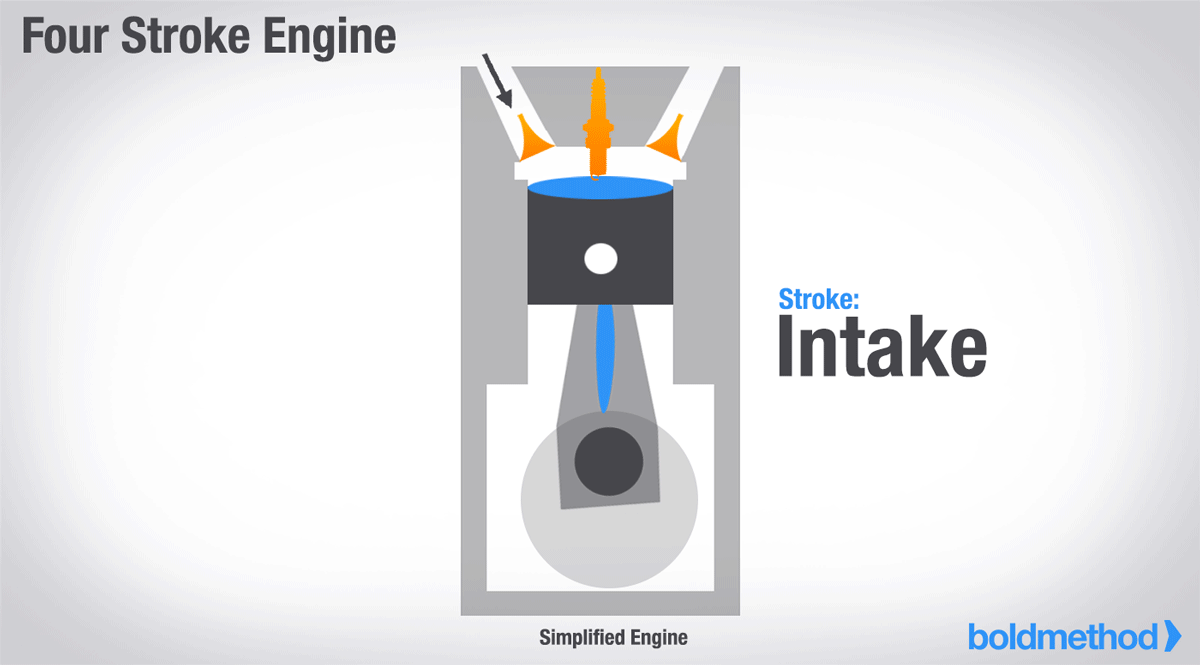 Four Stroke Engine
Stroke:
Intake
Simplified Engine
boldmethod